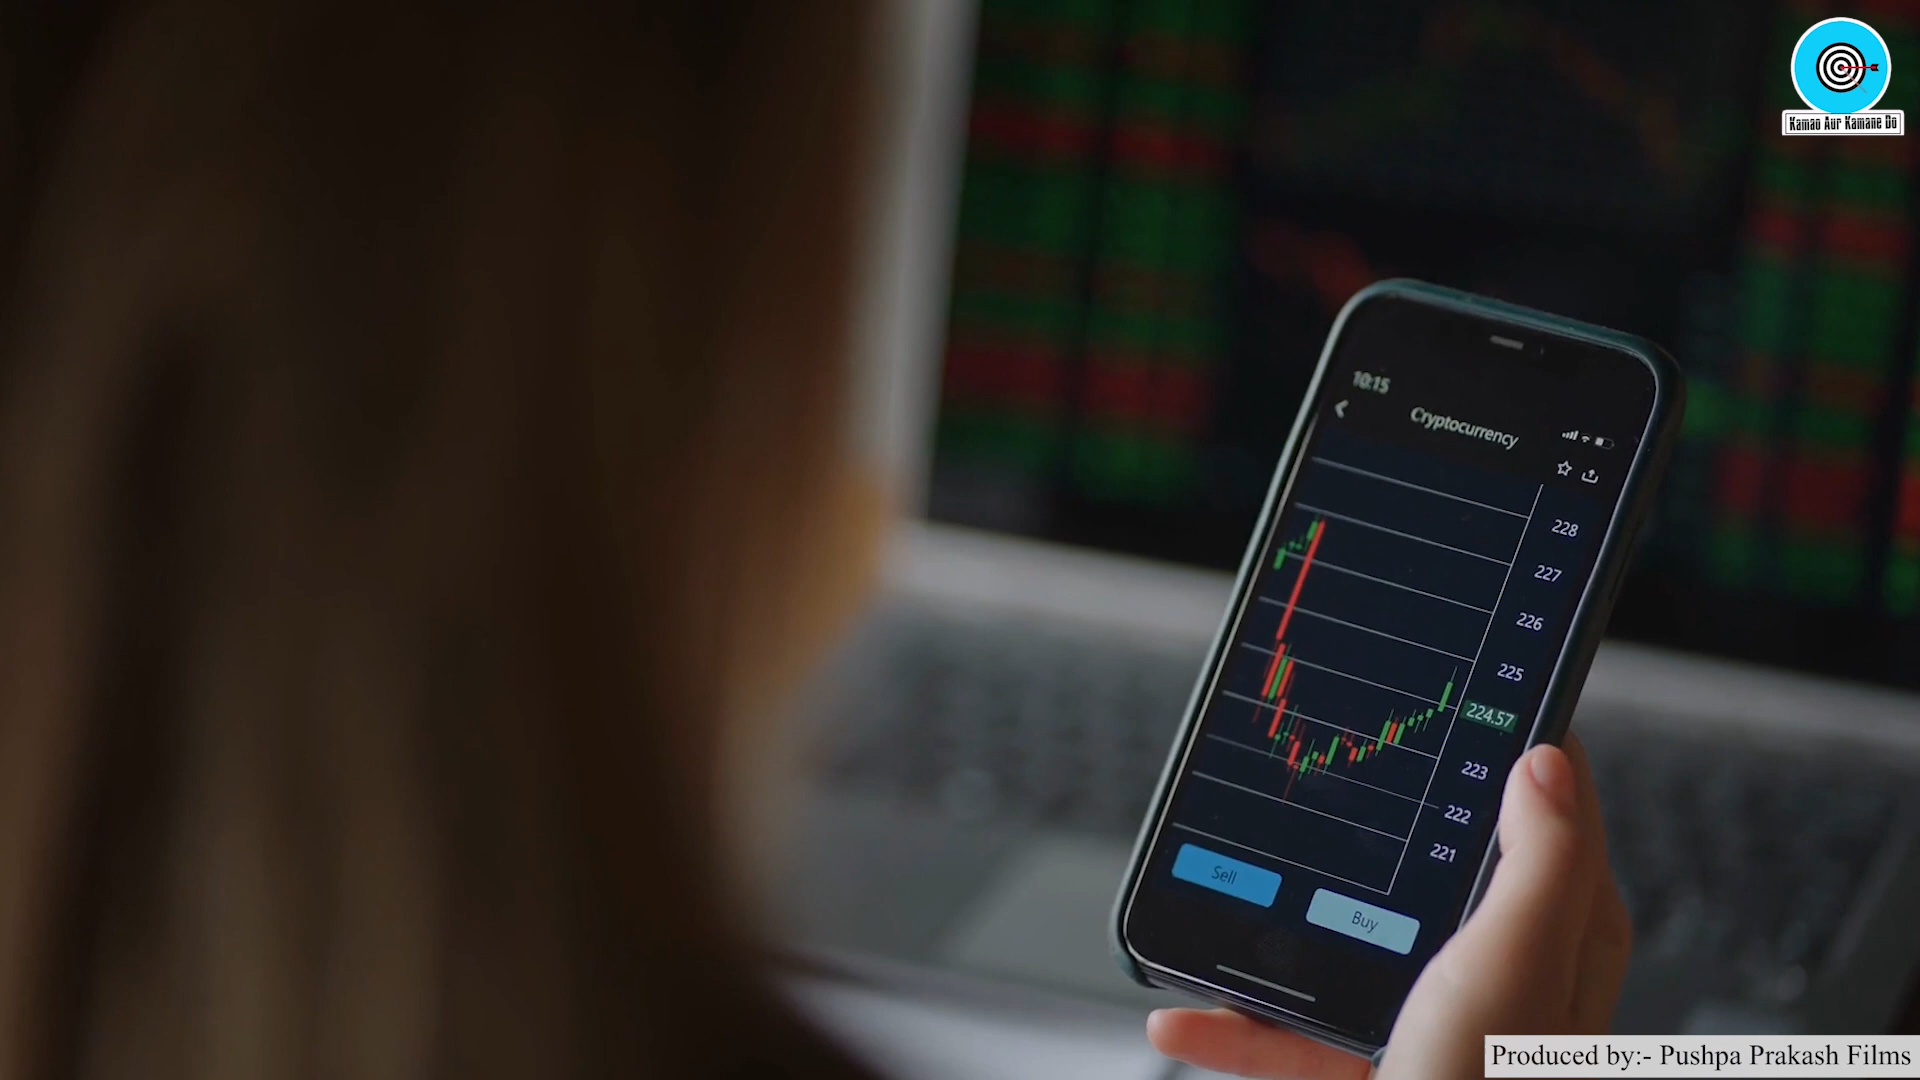 Kamao Aur Kamane Do
10:15
Cryptocurrency
228
227
226
225
224.57
223
222
221
Sell
Buy
Produced by:- Pushpa Prakash Films